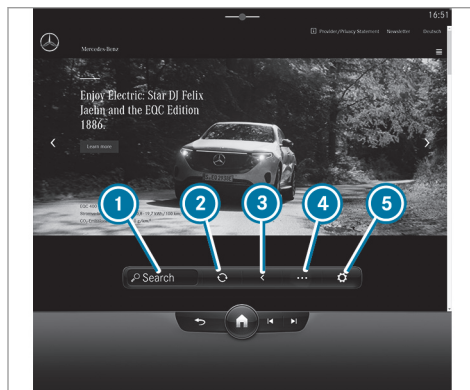 16:51
Provider/Privacy Statement Newsletter Deutsch
Mercedes-Benz
Enjoy Electric: Star DJ Felix
Jaehn and the EQC Edition
1886.
Learn more
1 2 3 4 5
Search